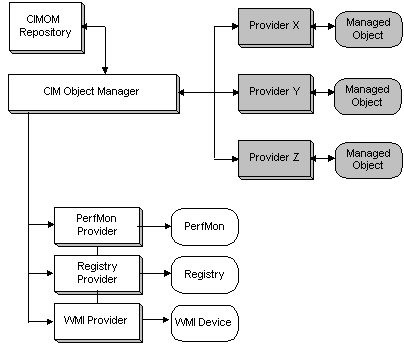 CIMOM
Repository
Provider X
Managed
Object
CIM Object Manager
Provider Y
Managed
Object
Provider Z
Managed
Object
PerfMon
Provider
PerfMon
Registry
Provider
Registry
WMI Provider
WMI Device